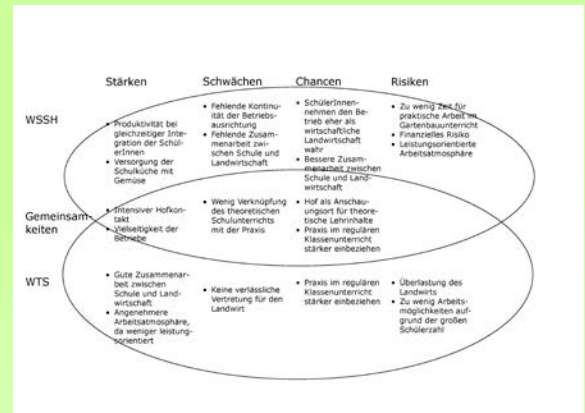 Stärken
Schwächen
Chancen
Risiken
WSSH
• Produktivität bei
gleichzeitiger Inte-
gration der Schül-
erInnen
• Versorgung der
Schulküche mit
Gemüse
• Fehlende Kontinu-
ität der Betriebs-
ausrichtung
• Fehlende Zusam-
menarbeit zwi-
schen Schule und
Landwirtschaft
• SchülerInnen-
nehmen den Be-
trieb eher als
wirtschaftliche
Landwirtschaft
wahr
• Bessere Zusam-
menarbeit zwischen
Schule und Land-
wirtschaft
• Zu wenig Zeit für
praktische Arbeit im
Gartenbauunterricht
• Finanzielles Risiko
• Leistungsorientierte
Arbeitsatmosphäre
Gemeinsam-
keiten
• Intensiver Hofkon-
takt
• Vielseitigkeit der
Betriebe
• Wenig Verknüpfung
des theoretischen
Schulunterrichts
mit der Praxis
• Hof als Anschau-
ungsort für theore-
tische Lehrinhalte
• Praxis im regulären
Klassenunterricht
stärker einbeziehen
WTS
• Gute Zusammenar-
beit zwischen
Schule und Land-
wirtschaft
• Angenehmere
Arbeitsatmosphäre,
da weniger leistung-
sorientiert
• Keine verlässliche
Vertretung für den
Landwirt
• Praxis im regulären
Klassenunterricht
stärker einbeziehen
• Überlastung des
Landwirts
• Zu wenig Arbeits-
möglichkeiten auf-
grund der großen
Schülerzahl